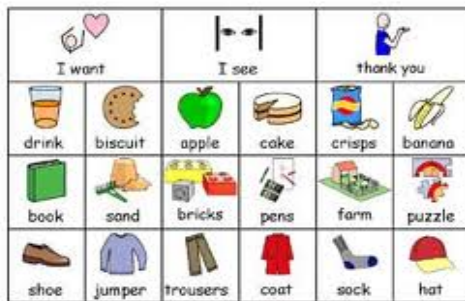 I want I see thank you
drink biscuit apple cake crisps banana
book sand bricks pens farm puzzle
shoe jumper trousers coat sock hat